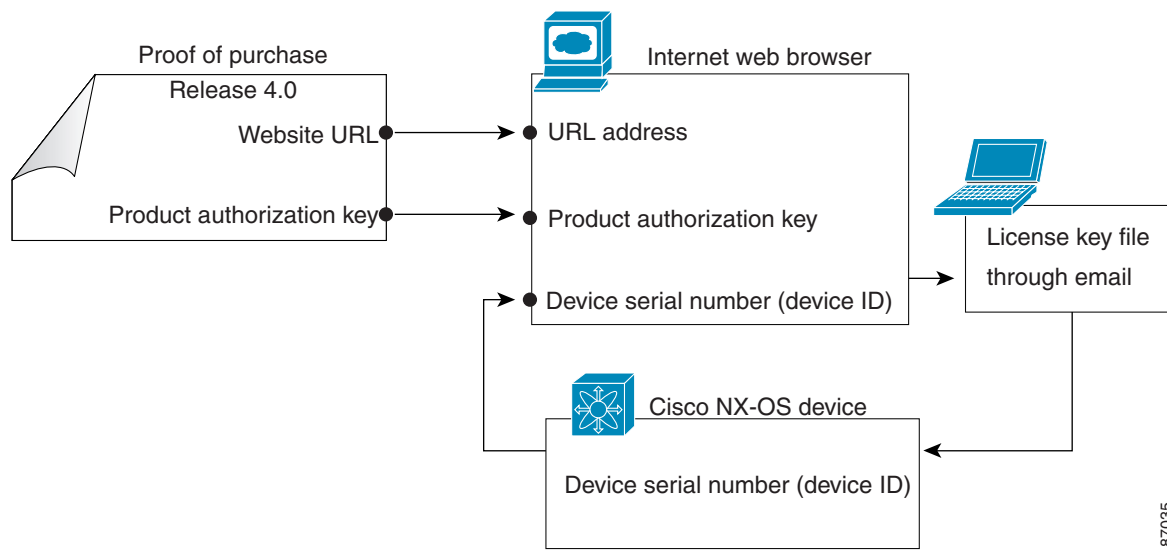 Proof of purchase
Release 4.0
Website URL
Product authorization key
Internet web browser
URL address
Product authorization key
Device serial number (device ID)
License key file
through email
Cisco NX-OS device
Device serial number (device ID)
87035